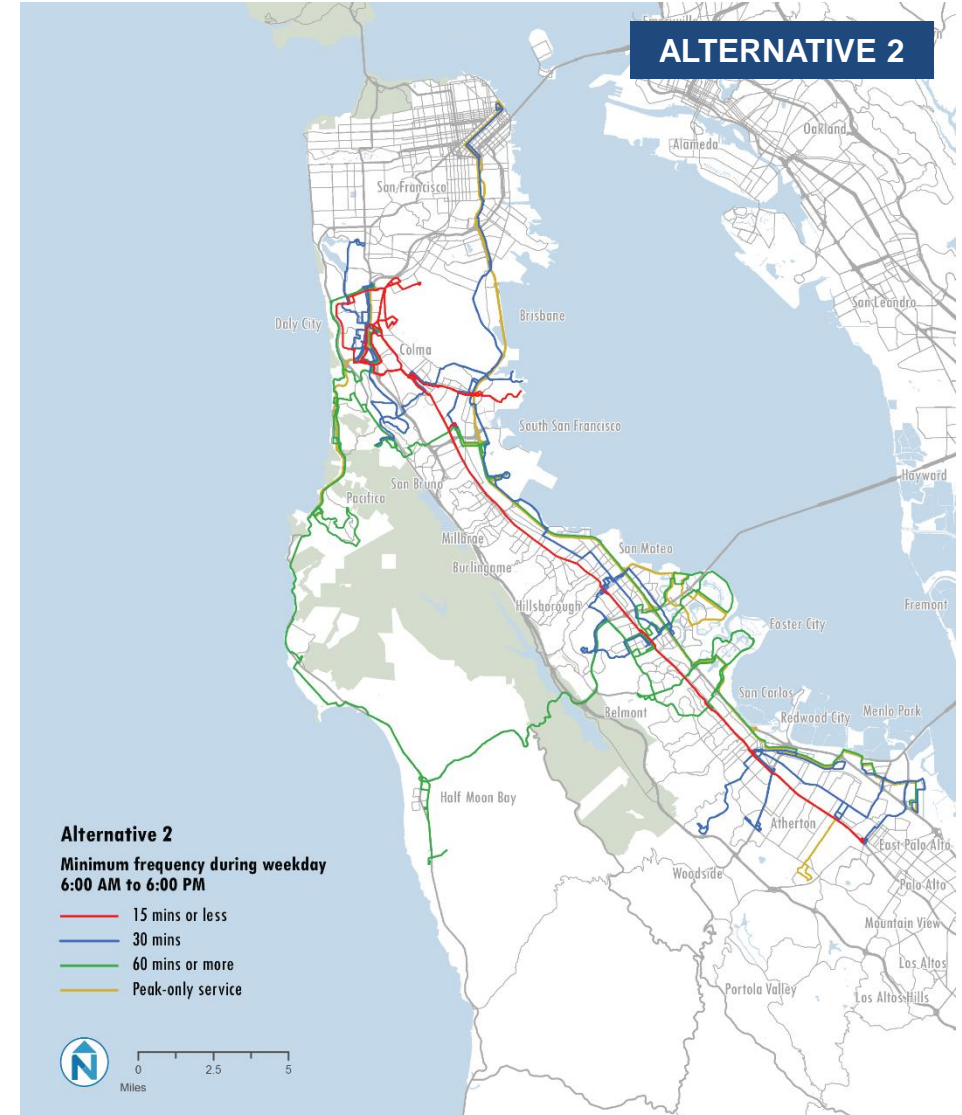 Emeryville
ALTERNATIVE 2
Oakland
Alameda
San Francisco
San Leandro
Daly City
Brisbane
Colma
South San Francisco
Hayward
San Bruno
Pacifica
Millbrae
San Mateo
Burlingame
Hillsborough
Fremont
Foster City
San Carlos
Menlo Park
Redwood City
Belmont
Half Moon Bay
Atherton
East Palo Alto
Woodside
Palo Alto
Mountain View
Los Altos
Portola Valley
Los Altos Hills
Alternative 2
Minimum frequency during weekday
6:00 AM to 6:00 PM
15 mins or less
30 mins
60 mins or more
Peak-only service
N
0 2.5 5
Miles